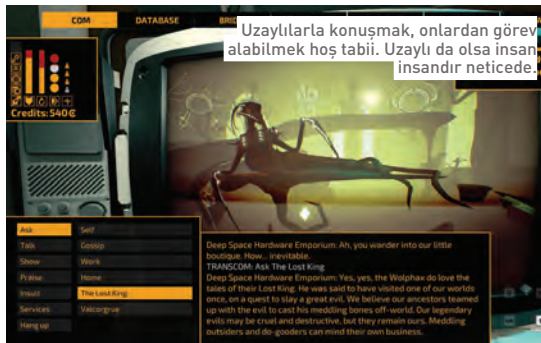 COM DATABASE BRID
Uzaylılarla konuşmak, onlardan görev
alabilmek hoş tabii. Uzaylı da olsa insan
insandır neticede.
Credits: 540
Ask Self
Talk Gossip
Show Work
Praise Home
Insult The Lost King
Services Valcorgrue
Hang up
Deep Space Hardware Emporium: Ah, you wander into our little
boutique. How... inevitable.
TRANSCOM: Ask The Lost King
Deep Space Hardware Emporium: Yes, yes, the Wolphax do love the
tales of their Lost King. He was said to have visited one of our worlds
once, on a quest to slay a great evil. We believe our ancestors teamed
up with the evil to cast his meddling bones off-world. Our legendary
evils may be cruel and destructive, but they remain ours. Meddling
outsiders and do-gooders can mind their own business.